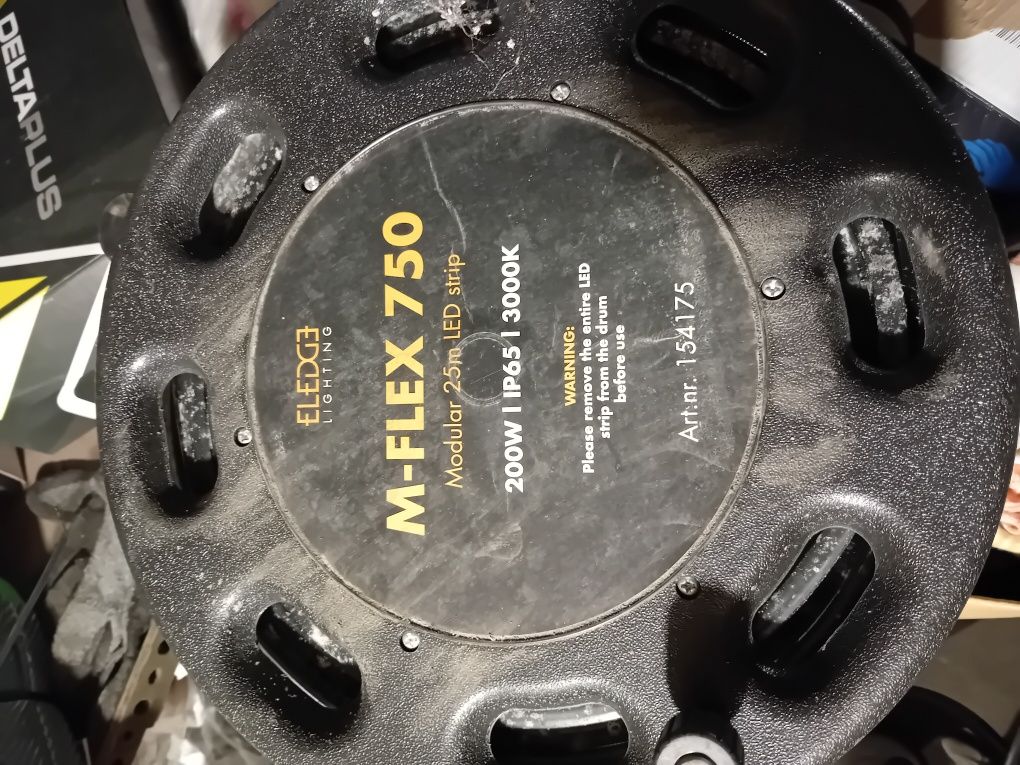 DELTAPLUS
ELEDGE
LIGHTING
M-FLEX 750
Modular 25m LED strip
200W | IP65 | 3000K
WARNING:
Please remove the entire LED
strip from the drum
before use
Art.nr. 154175